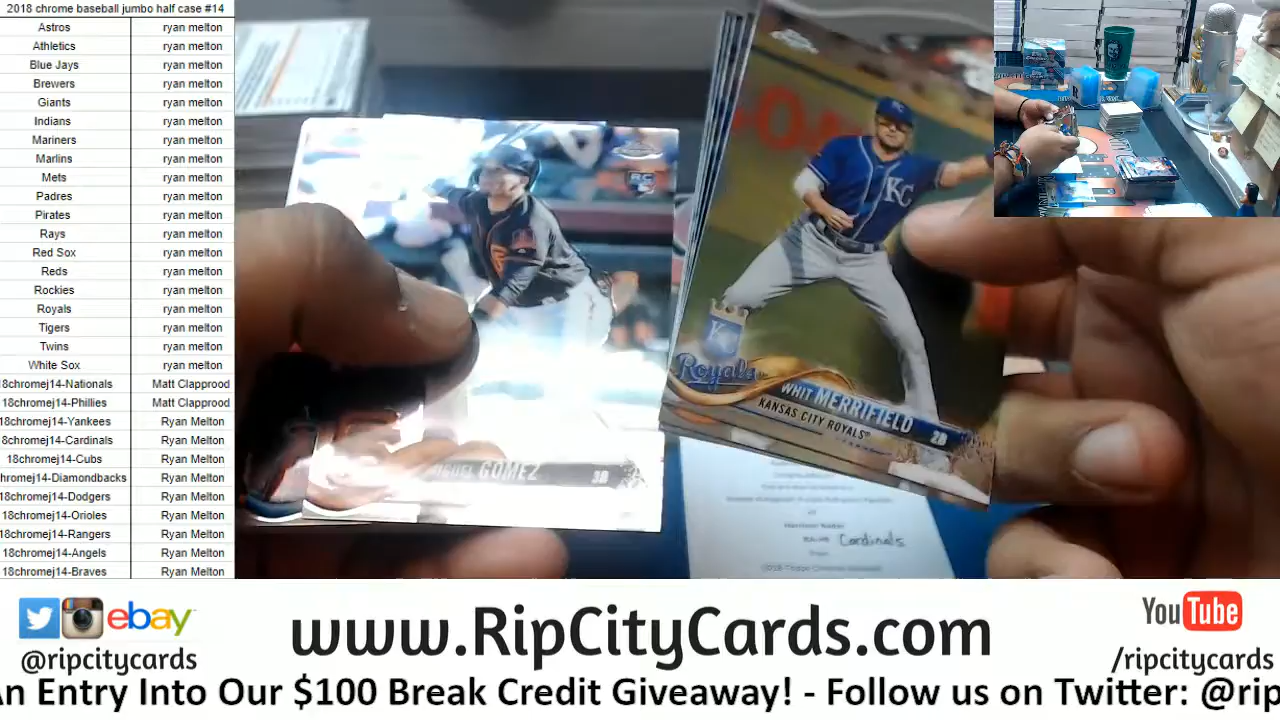 2018 chrome baseball jumbo half case #14
Astros ryan melton
Athletics ryan melton
Blue Jays ryan melton
Brewers ryan melton
Giants ryan melton
Indians ryan melton
Mariners ryan melton
Marlins ryan melton
Mets ryan melton
Padres ryan melton
Pirates ryan melton
Rays ryan melton
Red Sox ryan melton
Reds ryan melton
Rockies ryan melton
Royals ryan melton
Tigers ryan melton
Twins ryan melton
White Sox ryan melton
18chromej14-Nationals Matt Clapprood
18chromej14-Phillies Matt Clapprood
18chromej14-Yankees Ryan Melton
8chromej14-Cardinals Ryan Melton
18chromej14-Cubs Ryan Melton
hromej14-Diamondbacks Ryan Melton
8chromej14-Dodgers Ryan Melton
18chromej14-Orioles Ryan Melton
8chromej14-Rangers Ryan Melton
18chromej14-Angels Ryan Melton
18chromej14-Braves Ryan Melton
RC
GOMEZ 3B
KC
Royals
WHIT MERRIFIELD 2B
KANSAS CITY ROYALS
Cardinals
ebay
@ripcitycards
www.RipCityCards.com
YouTube
/ripcitycards
An Entry Into Our $100 Break Credit Giveaway! - Follow us on Twitter: @rip